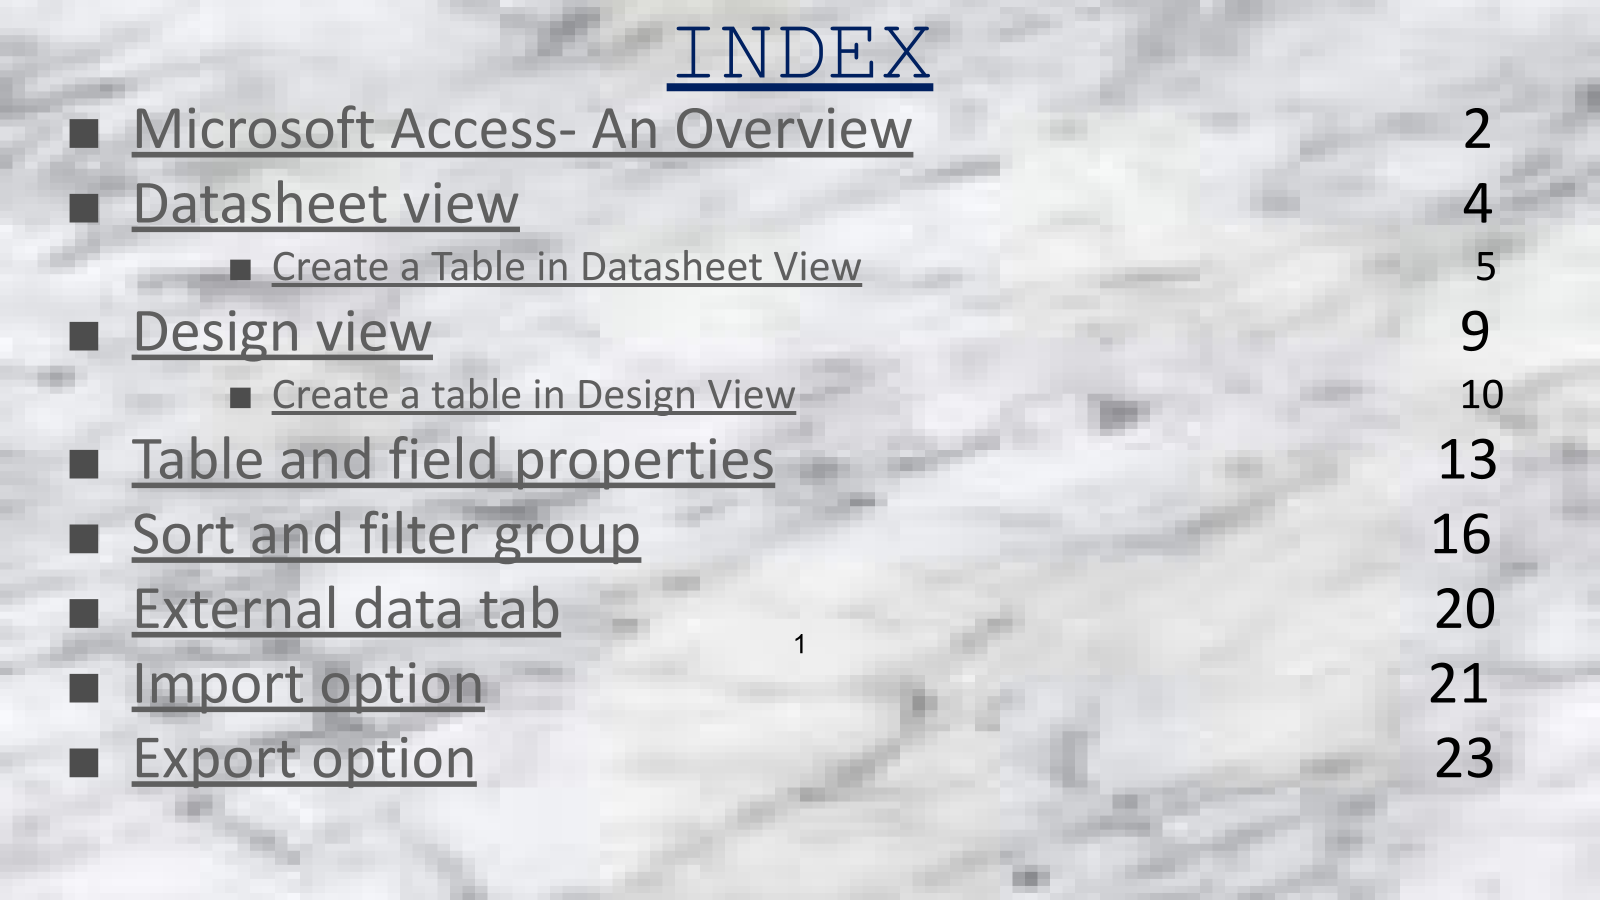 INDEX
■ Microsoft Access- An Overview 2
■ Datasheet view 4
■ Create a Table in Datasheet View 5
■ Design view 9
■ Create a table in Design View 10
■ Table and field properties 13
■ Sort and filter group 16
■ External data tab 20
1
■ Import option 21
■ Export option 23